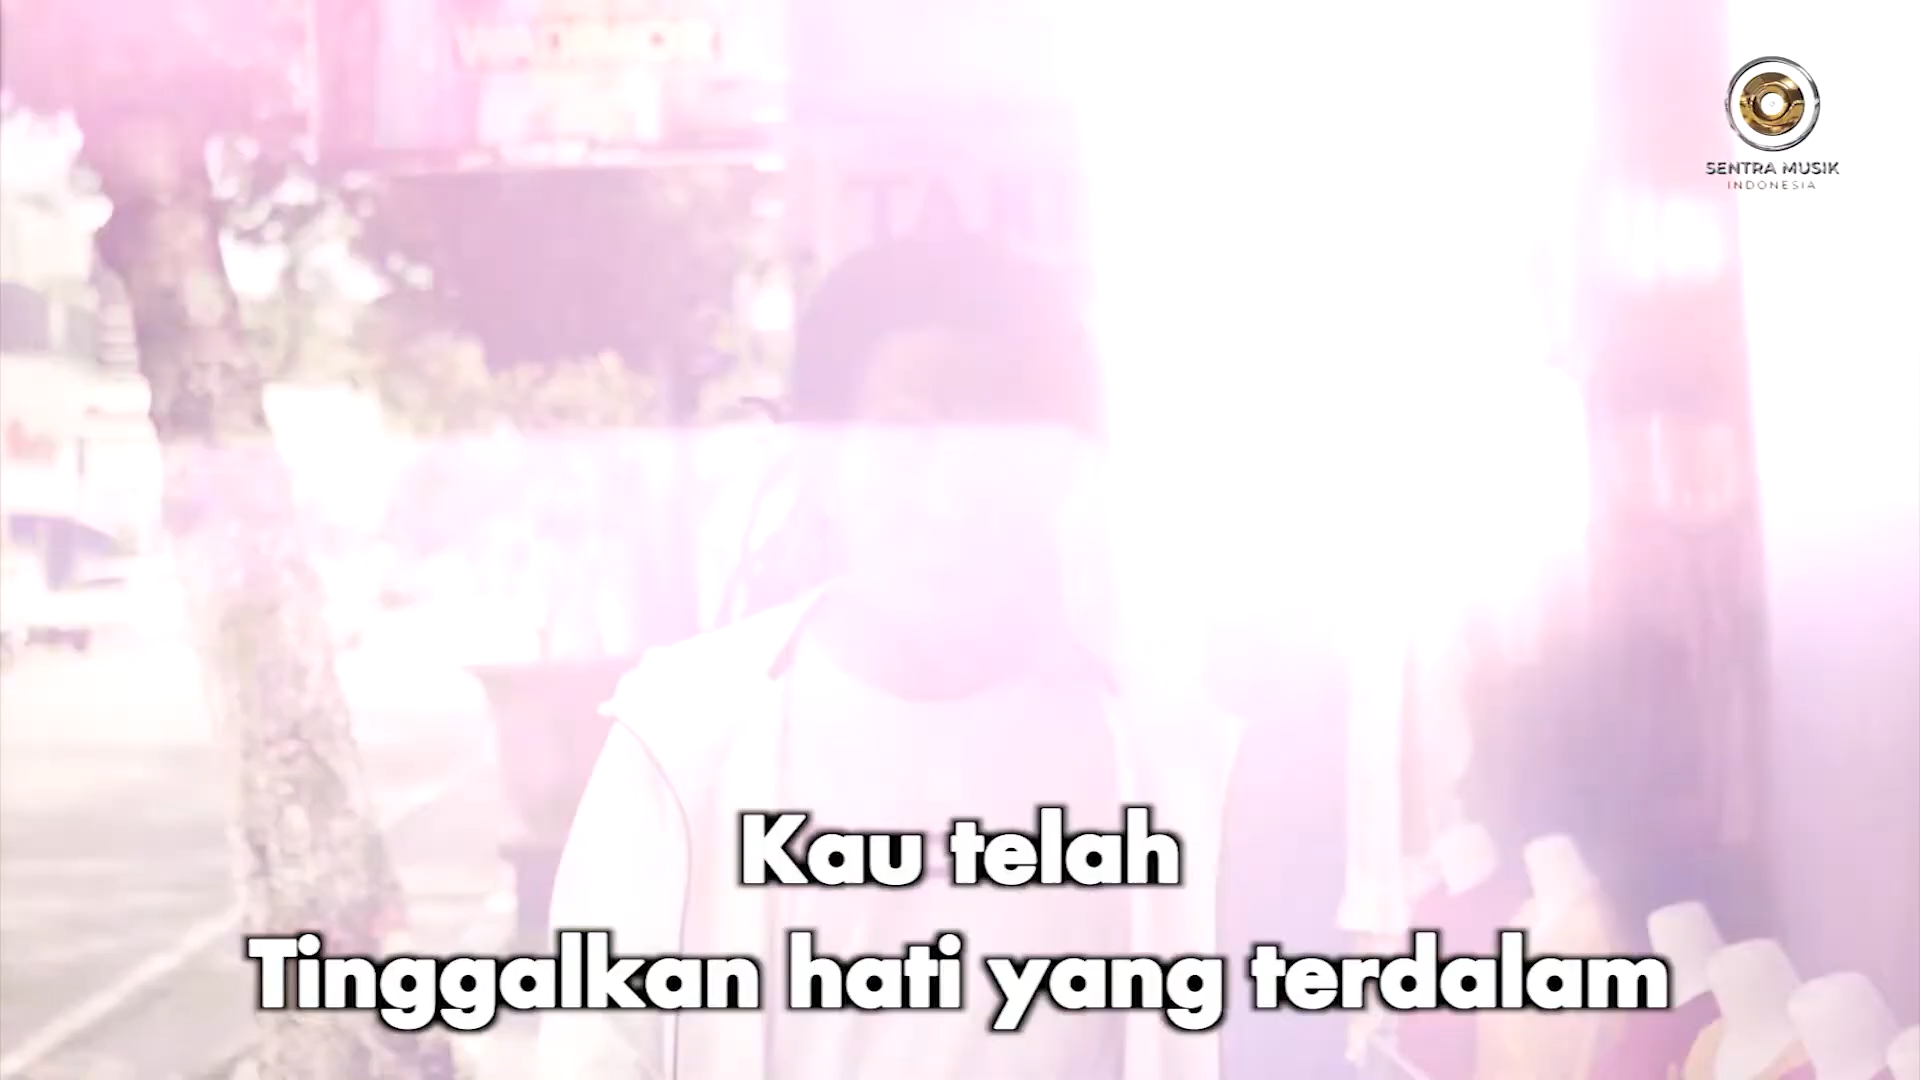 SENTRA MUSIK
INDONESIA
Kau telah
Tinggalkan hati yang terdalam